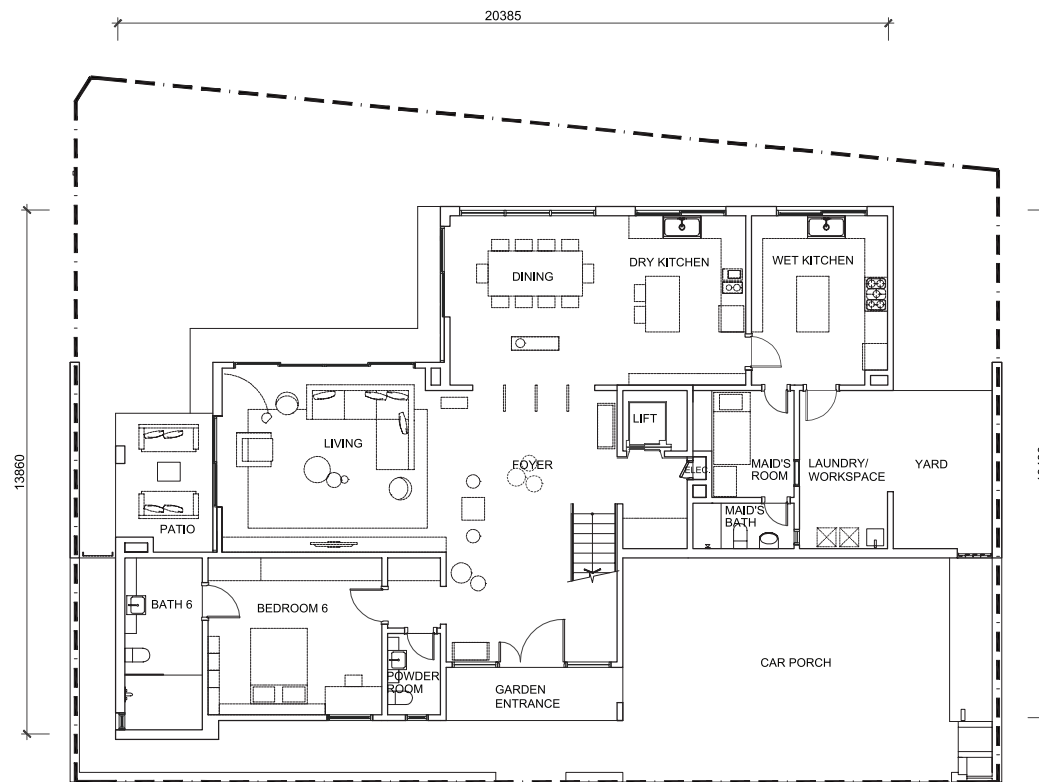 20385
DRY KITCHEN
WET KITCHEN
DINING
LIFT
LIVING
FOYER
ELEC.
MAID'S
ROOM
LAUNDRY/
WORKSPACE
YARD
13860
PATIO
MAID'S
BATH
BATH 6
BEDROOM 6
POWDER
ROOM
GARDEN
ENTRANCE
CAR PORCH